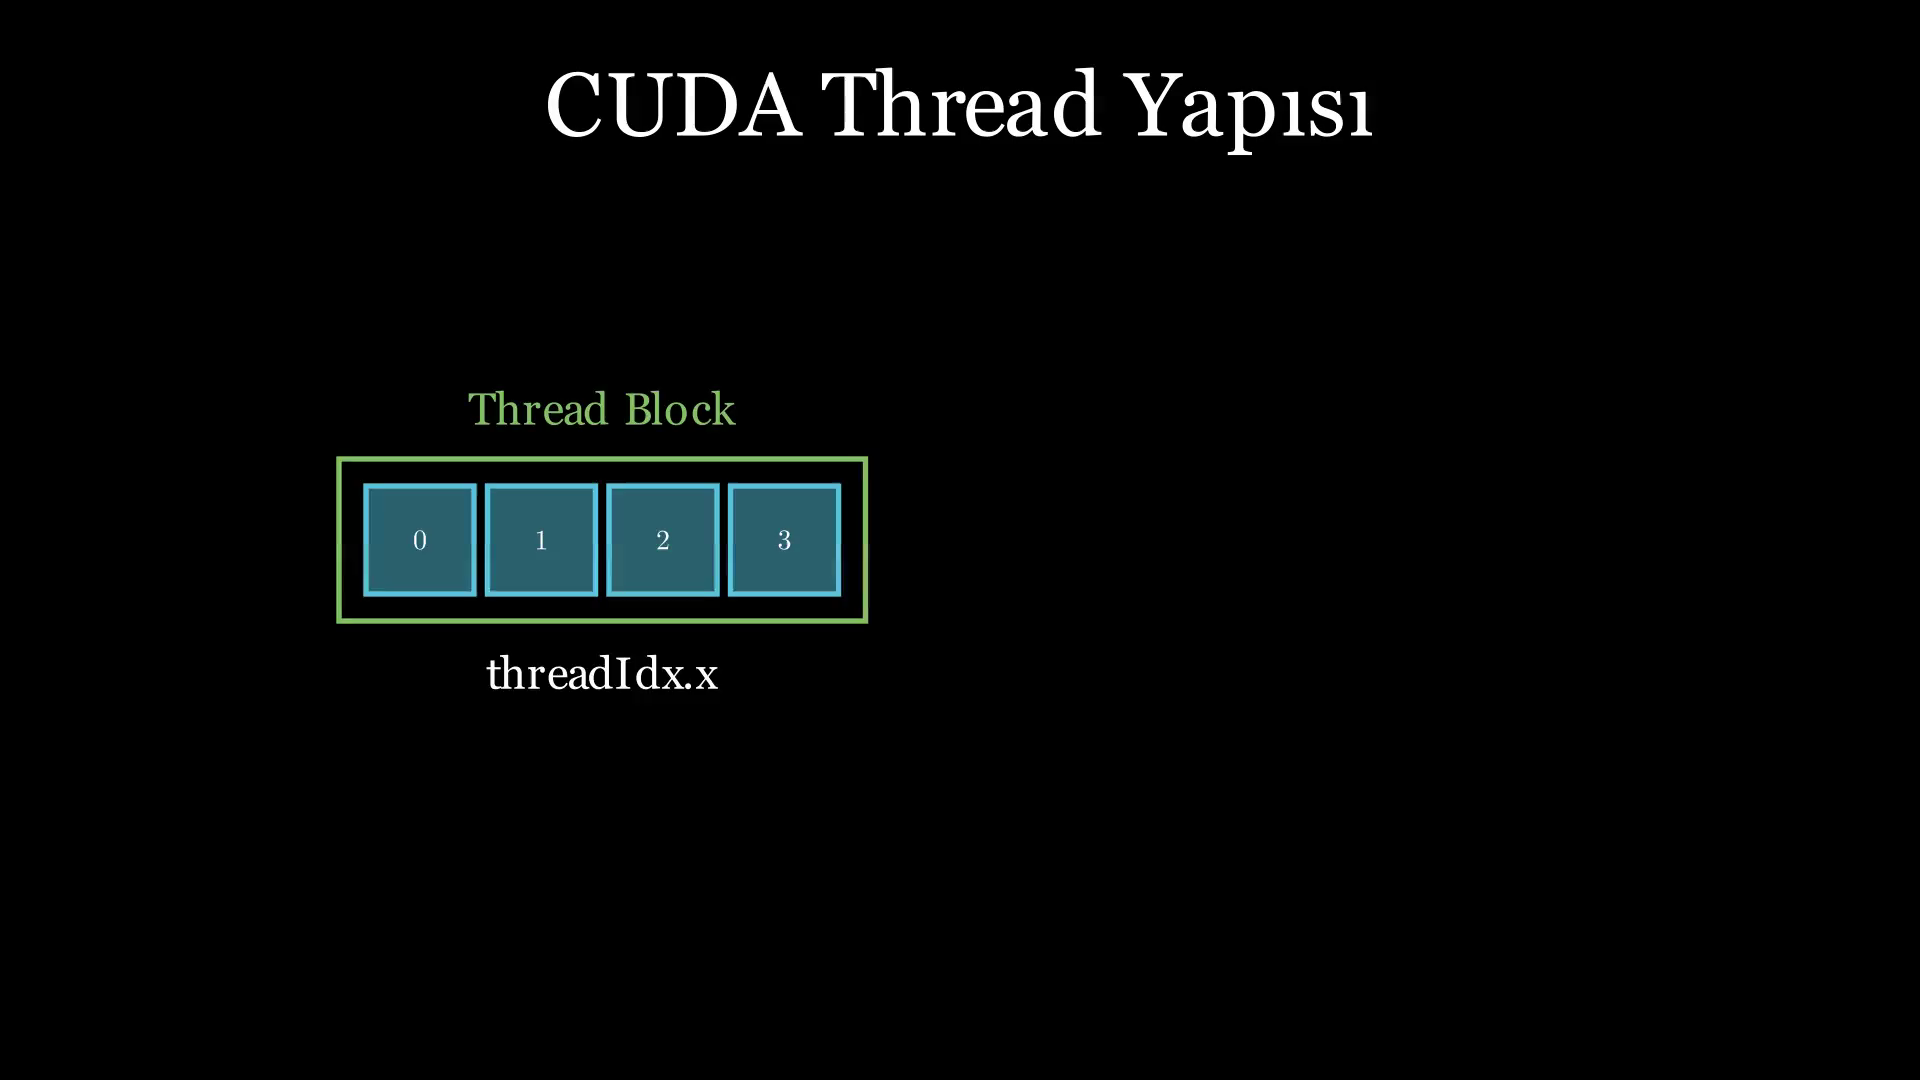 CUDA Thread Yapısı
Thread Block
0 1 2 3
threadIdx.x